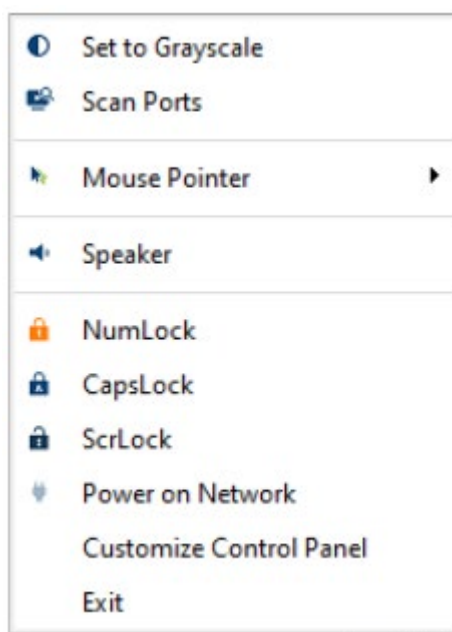 Set to Grayscale
Scan Ports
Mouse Pointer
Speaker
NumLock
CapsLock
ScrLock
Power on Network
Customize Control Panel
Exit